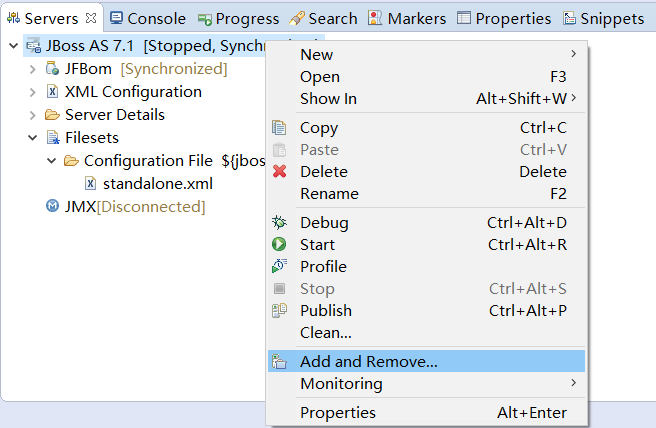 Servers Console Progress Search Markers Properties Snippets
JBoss AS 7.1 [Stopped, Synchr
JFBom [Synchronized]
XML Configuration
Server Details
Filesets
Configuration File ${jbos
standalone.xml
JMX[Disconnected]
New
Open F3
Show In Alt+Shift+W
Copy Ctrl+C
Paste Ctrl+V
Delete Delete
Rename F2
Debug Ctrl+Alt+D
Start Ctrl+Alt+R
Profile
Stop Ctrl+Alt+S
Publish Ctrl+Alt+P
Clean...
Add and Remove...
Monitoring
Properties Alt+Enter